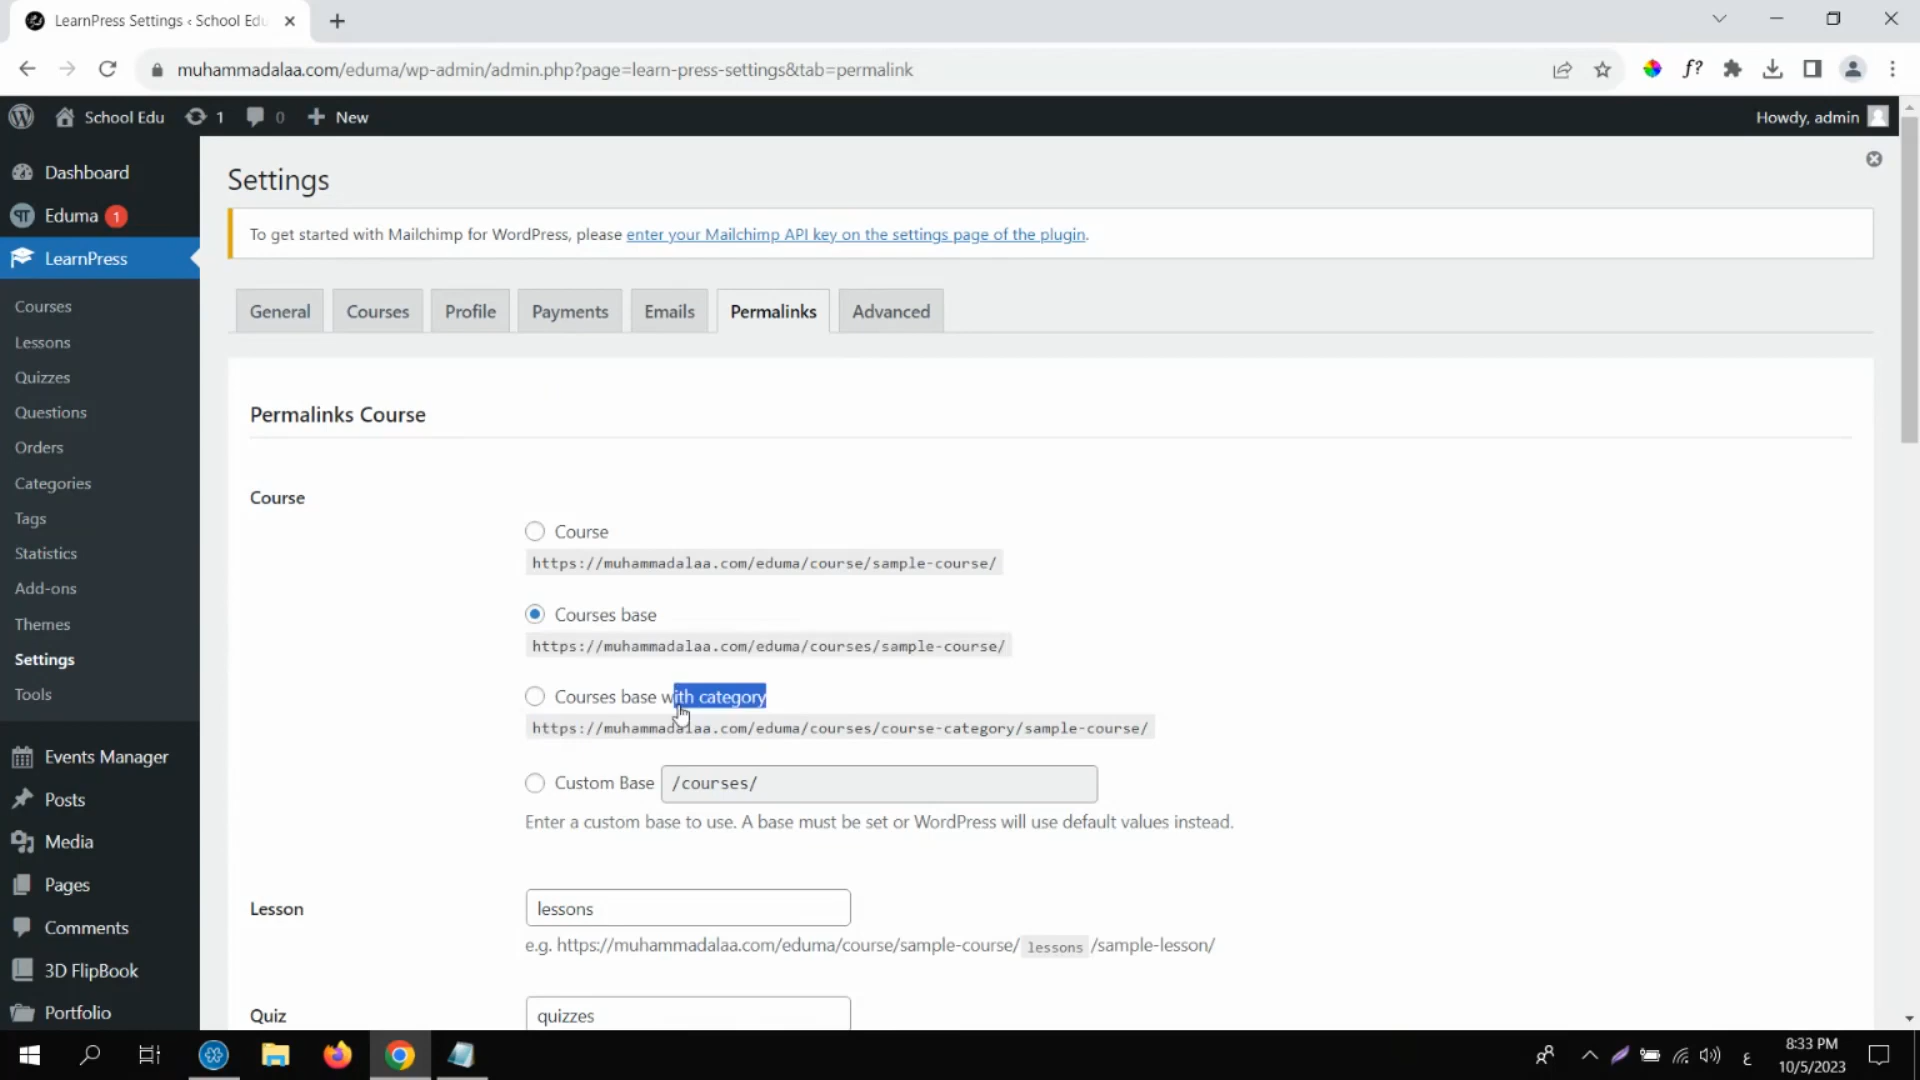 LearnPress Settings ‹ School Edu
muhammadalaa.com/eduma/wp-admin/admin.php?page=learn-press-settings&tab=permalink
f?
School Edu
1
0
New
Howdy, admin
Dashboard
Eduma 1
LearnPress
Courses
Lessons
Quizzes
Questions
Orders
Categories
Tags
Statistics
Add-ons
Themes
Settings
Tools
Events Manager
Posts
Media
Pages
Comments
3D FlipBook
Portfolio
Settings
To get started with Mailchimp for WordPress, please enter your Mailchimp API key on the settings page of the plugin.
General
Courses
Profile
Payments
Emails
Permalinks
Advanced
Permalinks Course
Course
Course
https://muhammadalaa.com/eduma/course/sample-course/
Courses base
https://muhammadalaa.com/eduma/courses/sample-course/
Courses base with category
https://muhammadalaa.com/eduma/courses/course-category/sample-course/
Custom Base /courses/
Enter a custom base to use. A base must be set or WordPress will use default values instead.
Lesson
lessons
e.g. https://muhammadalaa.com/eduma/course/sample-course/ lessons /sample-lesson/
Quiz
quizzes
ع
8:33 PM
10/5/2023